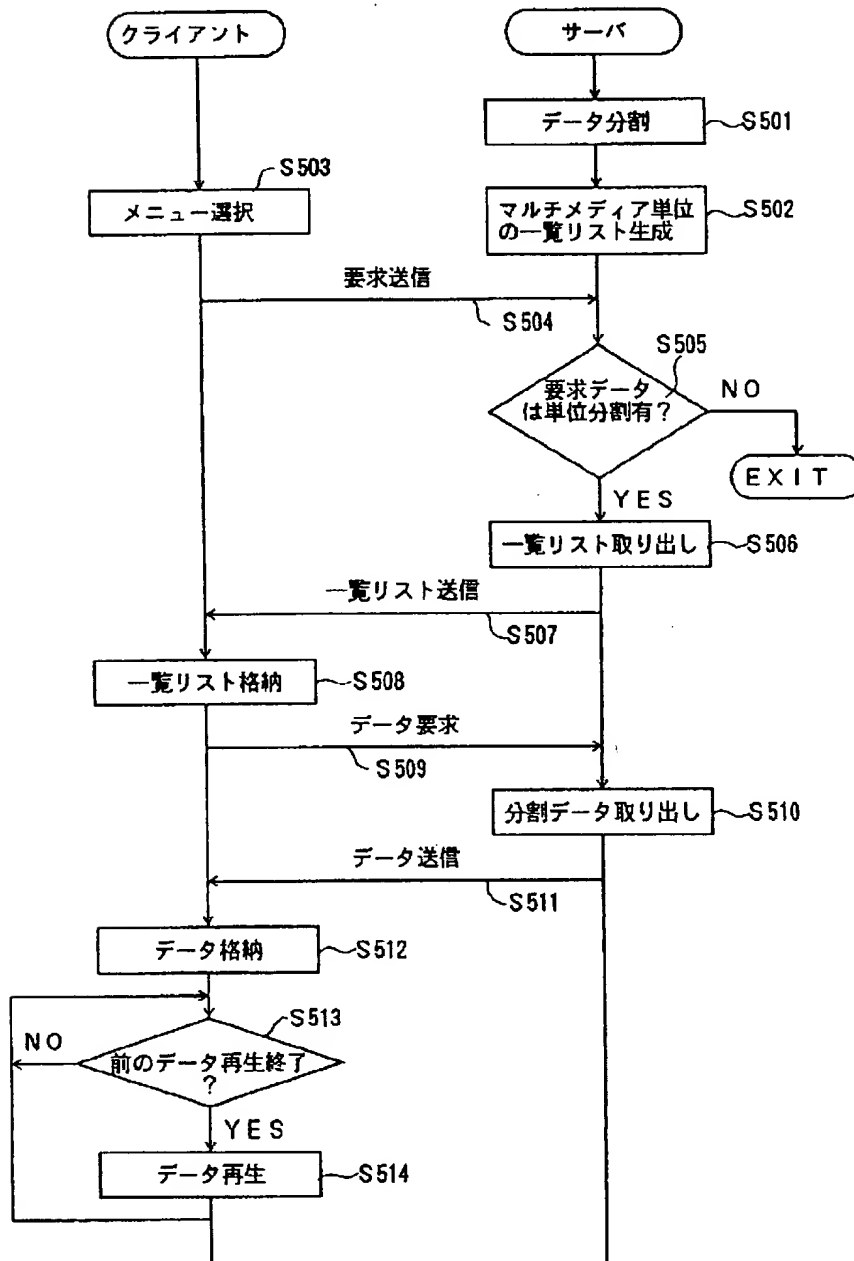 クライアント
サーバ
データ分割
S501
S503
メニュー選択
マルチメディア単位
の一覧リスト生成
S502
要求送信
S504
S505
要求データ
は単位分割有?
NO
EXIT
YES
一覧リスト取り出し
S506
一覧リスト送信
S507
一覧リスト格納
S508
データ要求
S509
分割データ取り出し
S510
データ送信
S511
データ格納
S512
S513
NO
前のデータ再生終了
?
YES
データ再生
S514